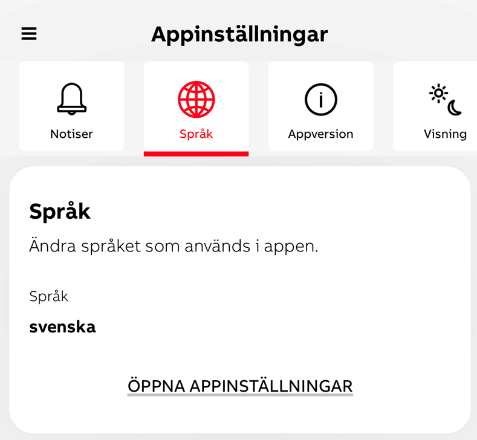 Appinställningar
Notiser
Språk
Appversion
Visning
Språk
Ändra språket som används i appen.
Språk
svenska
ÖPPNA APPINSTÄLLNINGAR